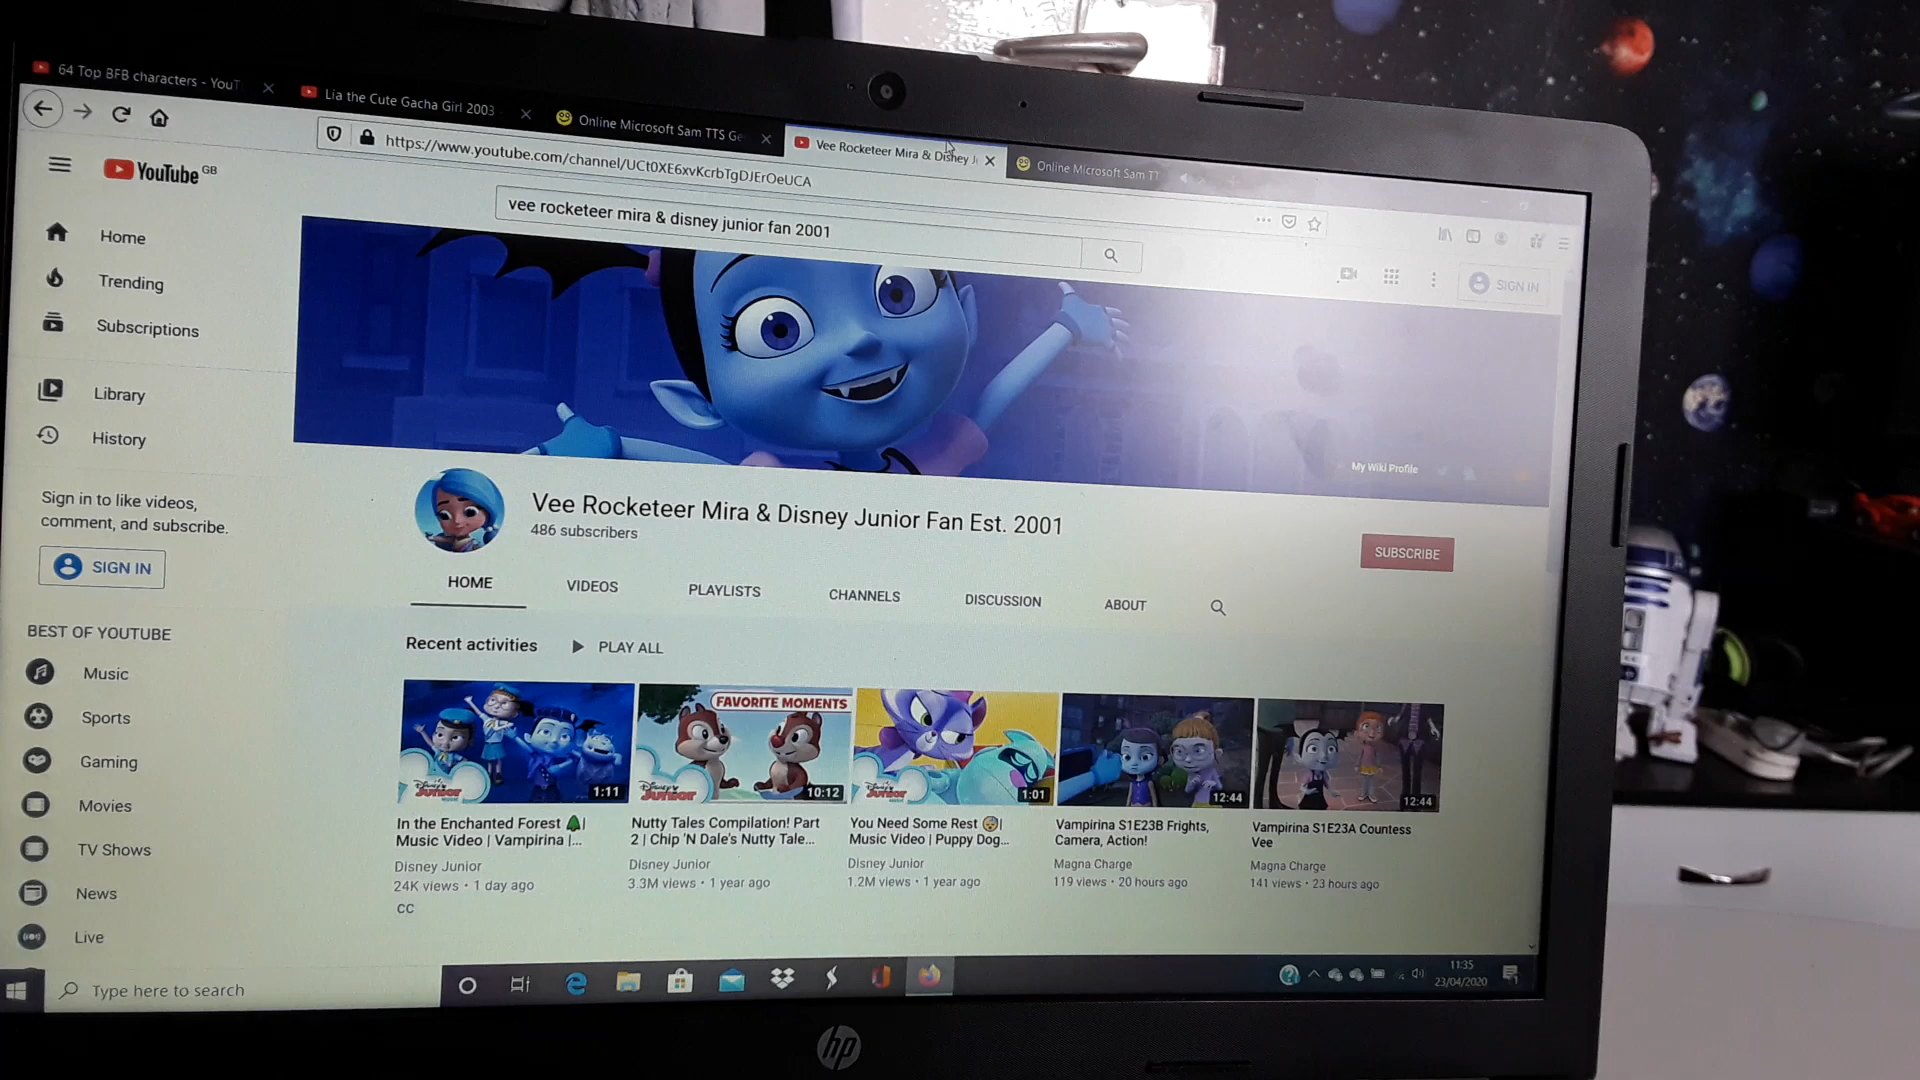 64 Top BFB characters - YouT
Lia the Cute Gacha Girl 2003
Online Microsoft Sam TTS Ge
Vee Rocketeer Mira & Disney J
Online Microsoft Sam TT
https://www.youtube.com/channel/UCt0XE6xvKcrbTgDJErOeUCA
YouTube GB
vee rocketeer mira & disney junior fan 2001
SIGN IN
Home
Trending
Subscriptions
Library
History
Sign in to like videos,
comment, and subscribe.
SIGN IN
BEST OF YOUTUBE
Music
Sports
Gaming
Movies
TV Shows
News
Live
My Wiki Profile
Vee Rocketeer Mira & Disney Junior Fan Est. 2001
486 subscribers
SUBSCRIBE
HOME
VIDEOS
PLAYLISTS
CHANNELS
DISCUSSION
ABOUT
Recent activities
PLAY ALL
Disney Junior
1:11
In the Enchanted Forest 🌲|
Music Video | Vampirina |...
Disney Junior
24K views • 1 day ago
CC
FAVORITE MOMENTS
Disney Junior
10:12
Nutty Tales Compilation! Part
2 | Chip 'N Dale's Nutty Tale...
Disney Junior
3.3M views • 1 year ago
Disney Junior
1:01
You Need Some Rest 😴|
Music Video | Puppy Dog...
Disney Junior
1.2M views • 1 year ago
12:44
Vampirina S1E23B Frights,
Camera, Action!
Magna Charge
119 views • 20 hours ago
12:44
Vampirina S1E23A Countess
Vee
Magna Charge
141 views • 23 hours ago
Type here to search
11:35
23/04/2020
hp